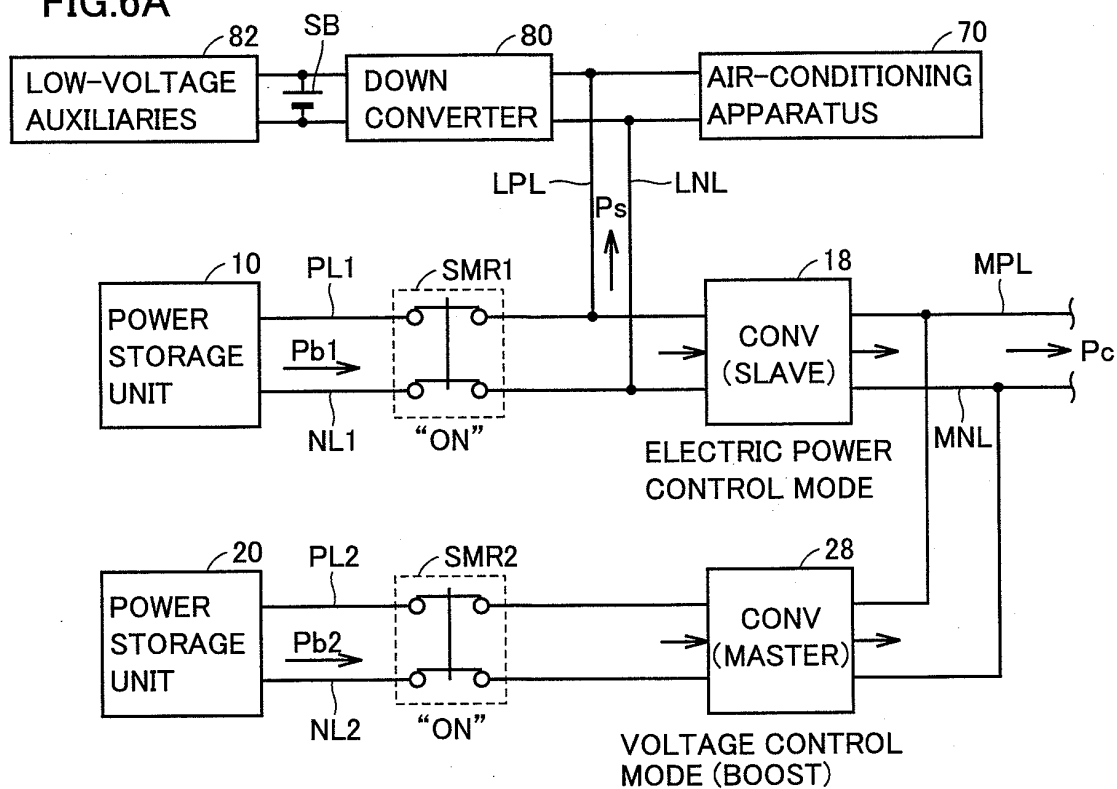 FIG.6A
82
SB
80
70
LOW-VOLTAGE
AUXILIARIES
DOWN
CONVERTER
AIR-CONDITIONING
APPARATUS
LPL
LNL
Ps
10
PL1
SMR1
18
MPL
POWER
STORAGE
UNIT
Pb1
CONV
(SLAVE)
Pc
NL1
"ON"
MNL
ELECTRIC POWER
CONTROL MODE
20
PL2
SMR2
28
POWER
STORAGE
UNIT
Pb2
CONV
(MASTER)
NL2
"ON"
VOLTAGE CONTROL
MODE (BOOST)